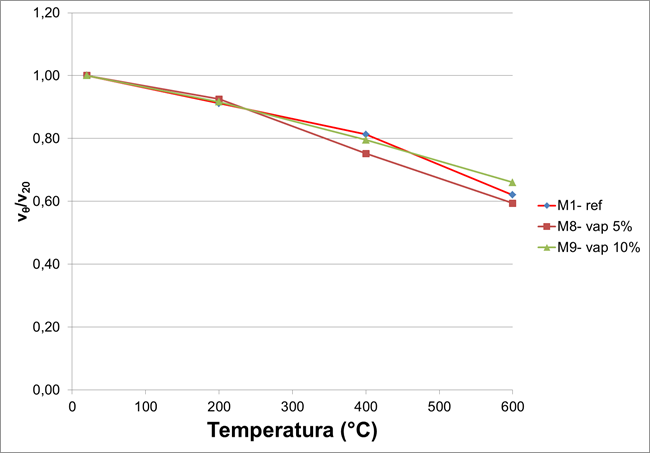 1,20
1,00
0,80
0,60
0,40
0,20
0,00
vθ/v20
0 100 200 300 400 500 600
Temperatura (°C)
M1- ref
M8- vap 5%
M9- vap 10%